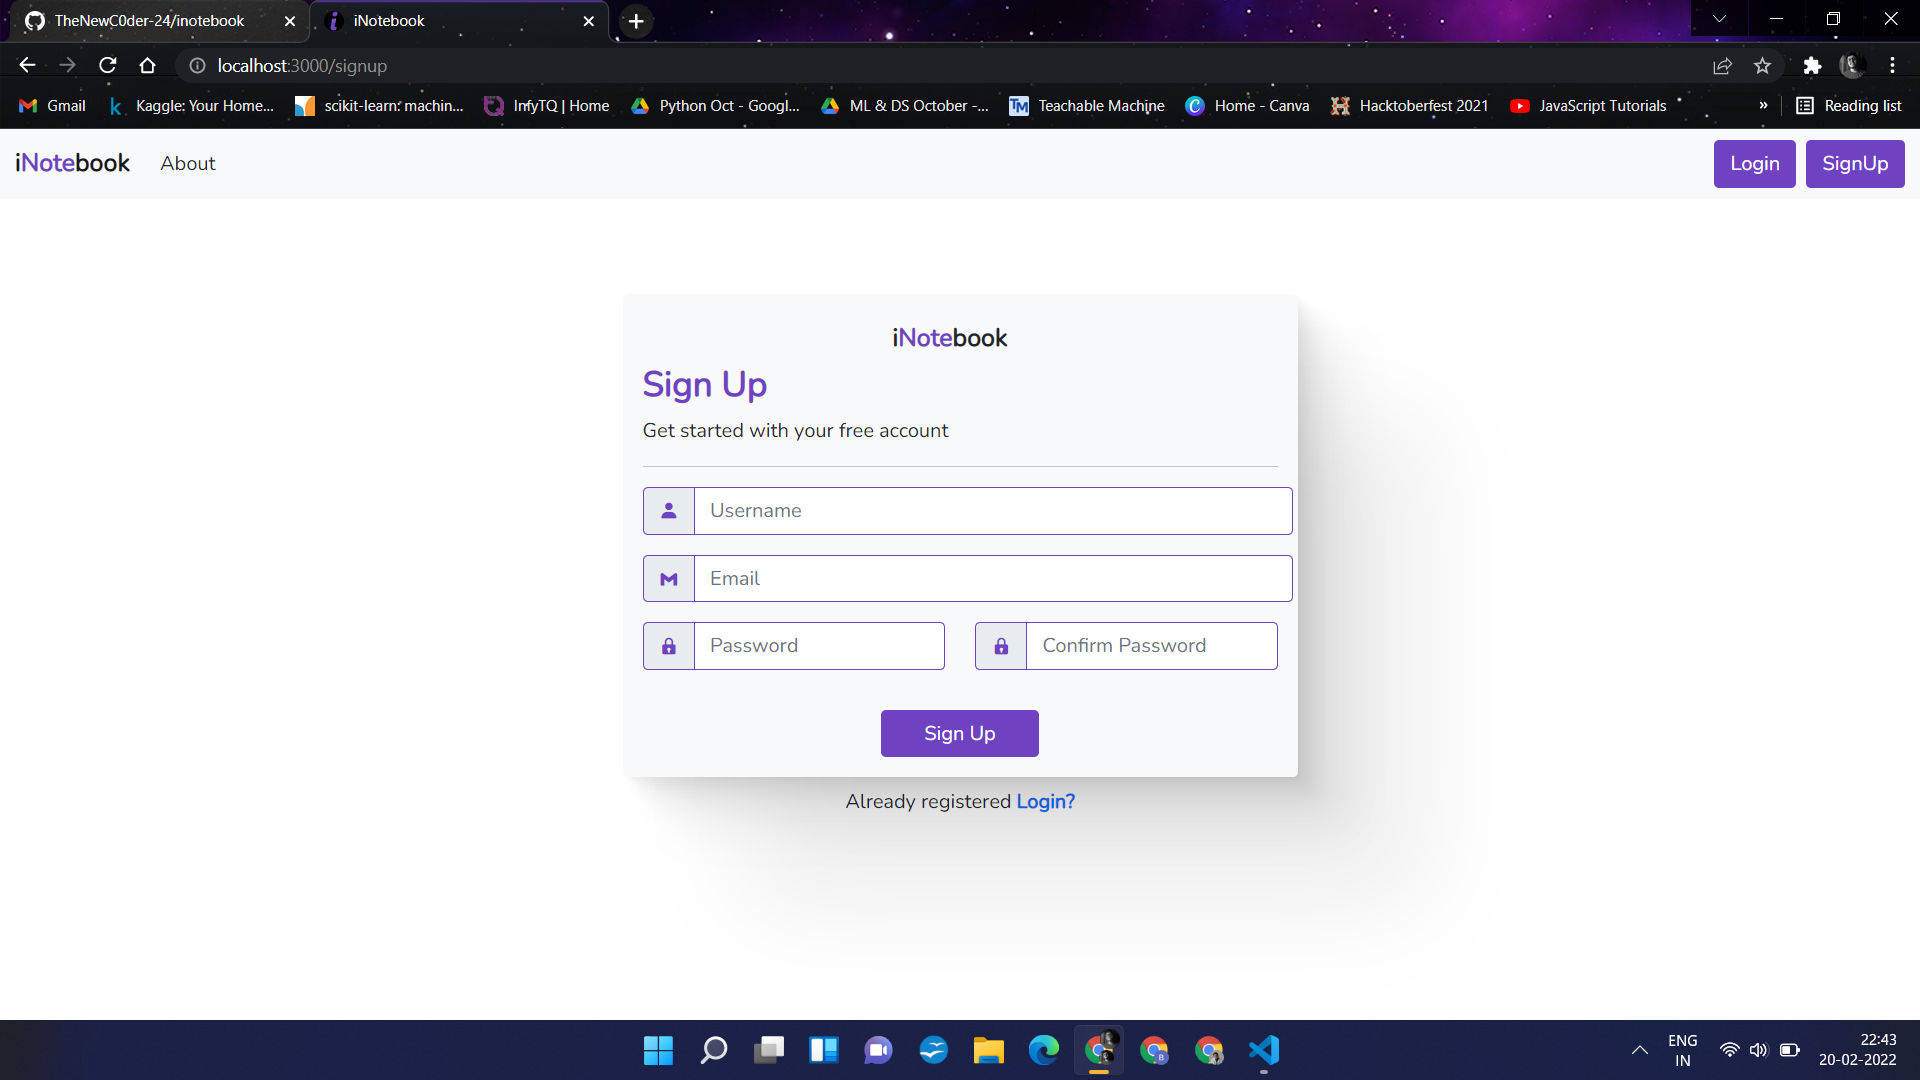 TheNewC0der-24/inotebook
iNotebook
localhost:3000/signup
Gmail
Kaggle: Your Home...
scikit-learn: machin...
InfyTQ | Home
Python Oct - Googl...
ML & DS October -...
Teachable Machine
Home - Canva
Hacktoberfest 2021
JavaScript Tutorials
»
Reading list
iNotebook
About
Login
SignUp
iNotebook
Sign Up
Get started with your free account
Username
Email
Password
Confirm Password
Sign Up
Already registered Login?
ENG
IN
22:43
20-02-2022